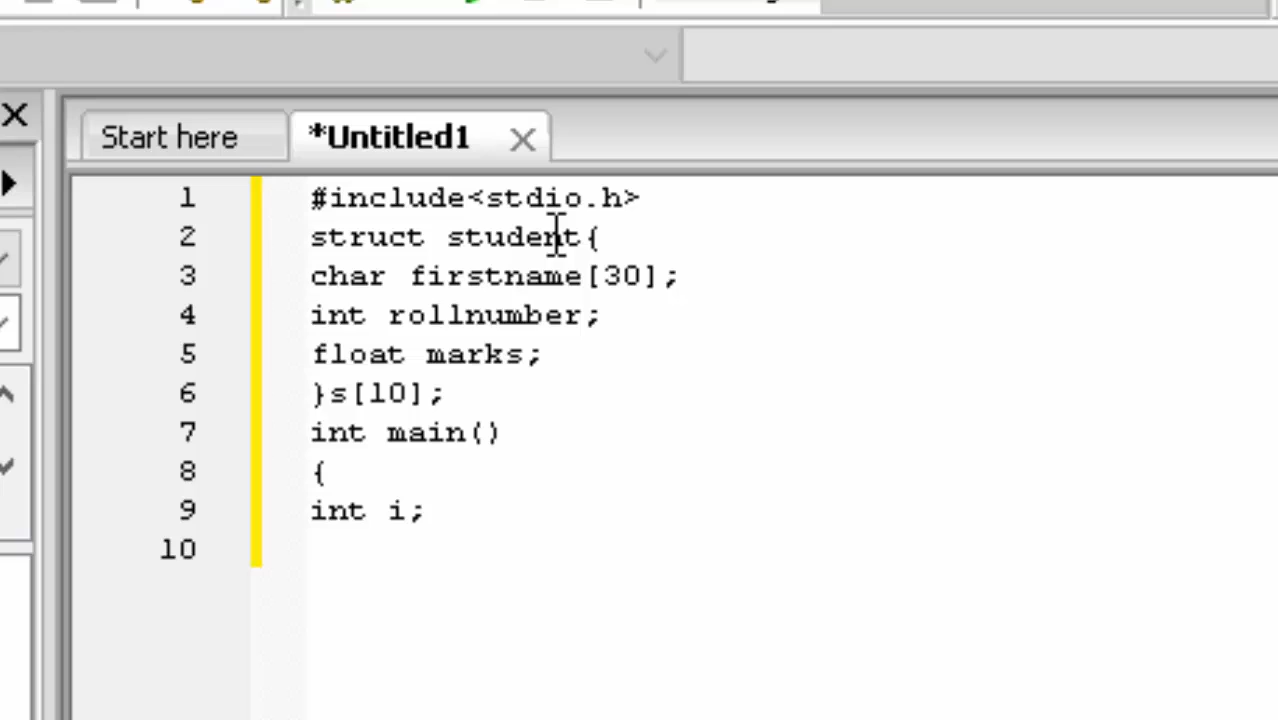 Start here
*Untitled1
1 #include<stdio.h>
2 struct student{
3 char firstname[30];
4 int rollnumber;
5 float marks;
6 }s[10];
7 int main()
8 {
9 int i;
10